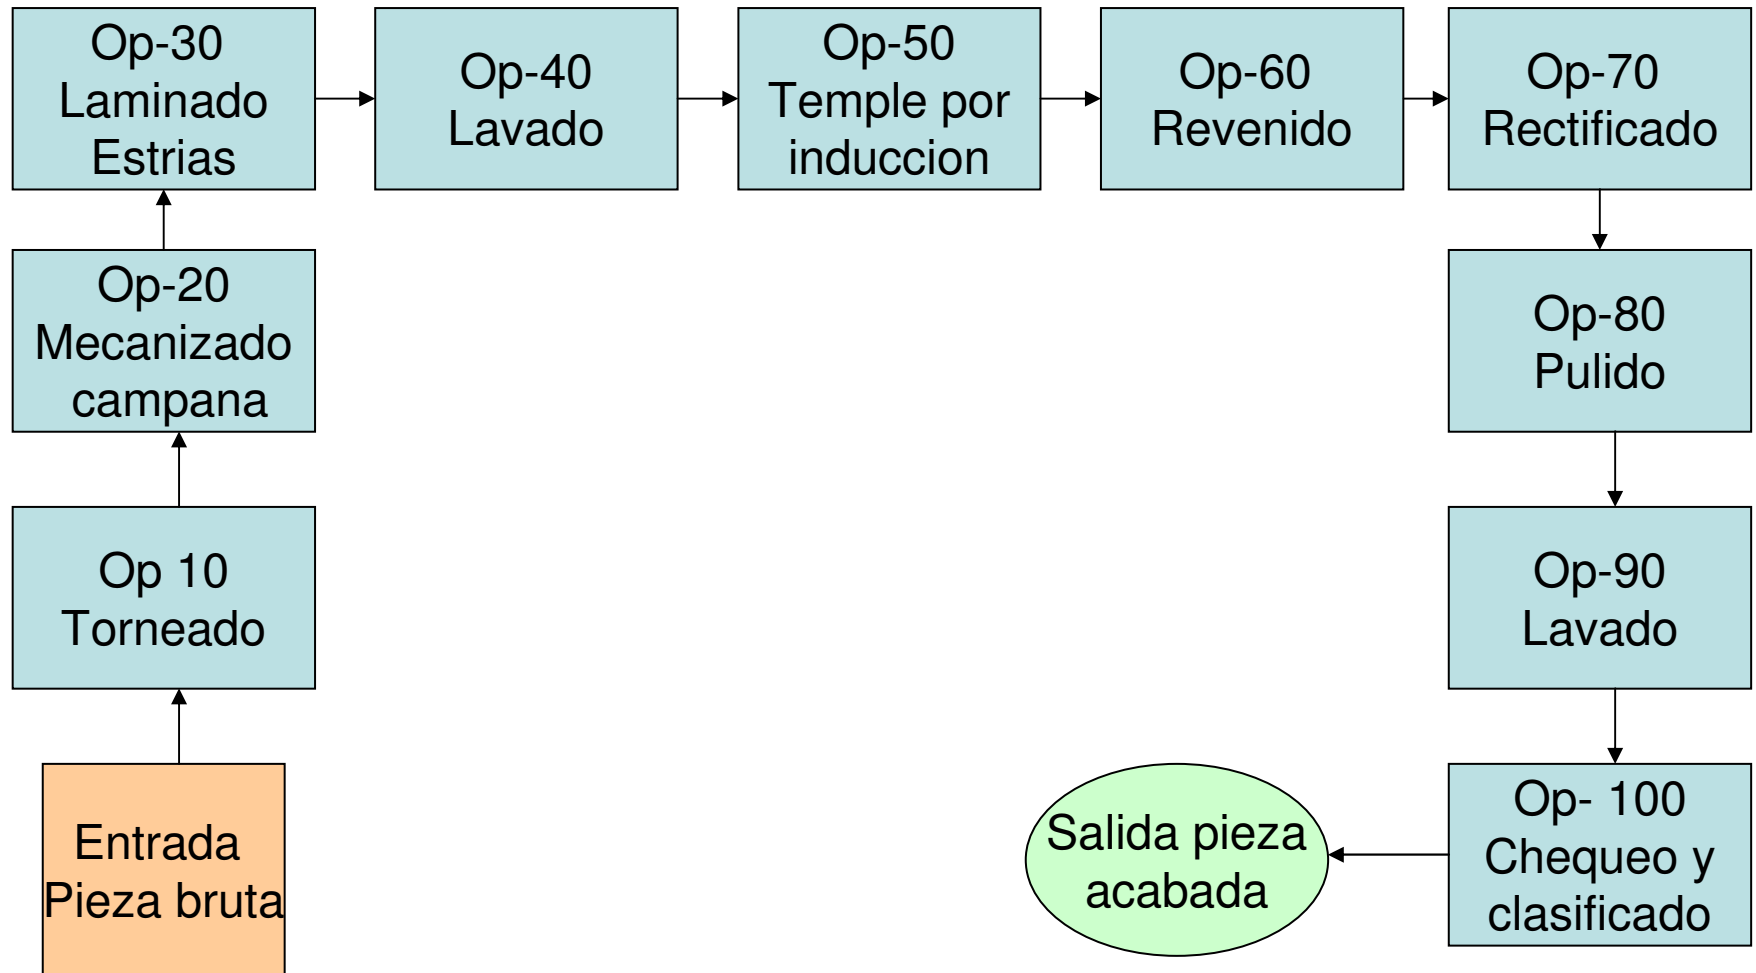 Op-30
Laminado
Estrias
Op-40
Lavado
Op-50
Temple por
induccion
Op-60
Revenido
Op-70
Rectificado
Op-20
Mecanizado
campana
Op-80
Pulido
Op 10
Torneado
Op-90
Lavado
Entrada
Pieza bruta
Salida pieza
acabada
Op- 100
Chequeo y
clasificado